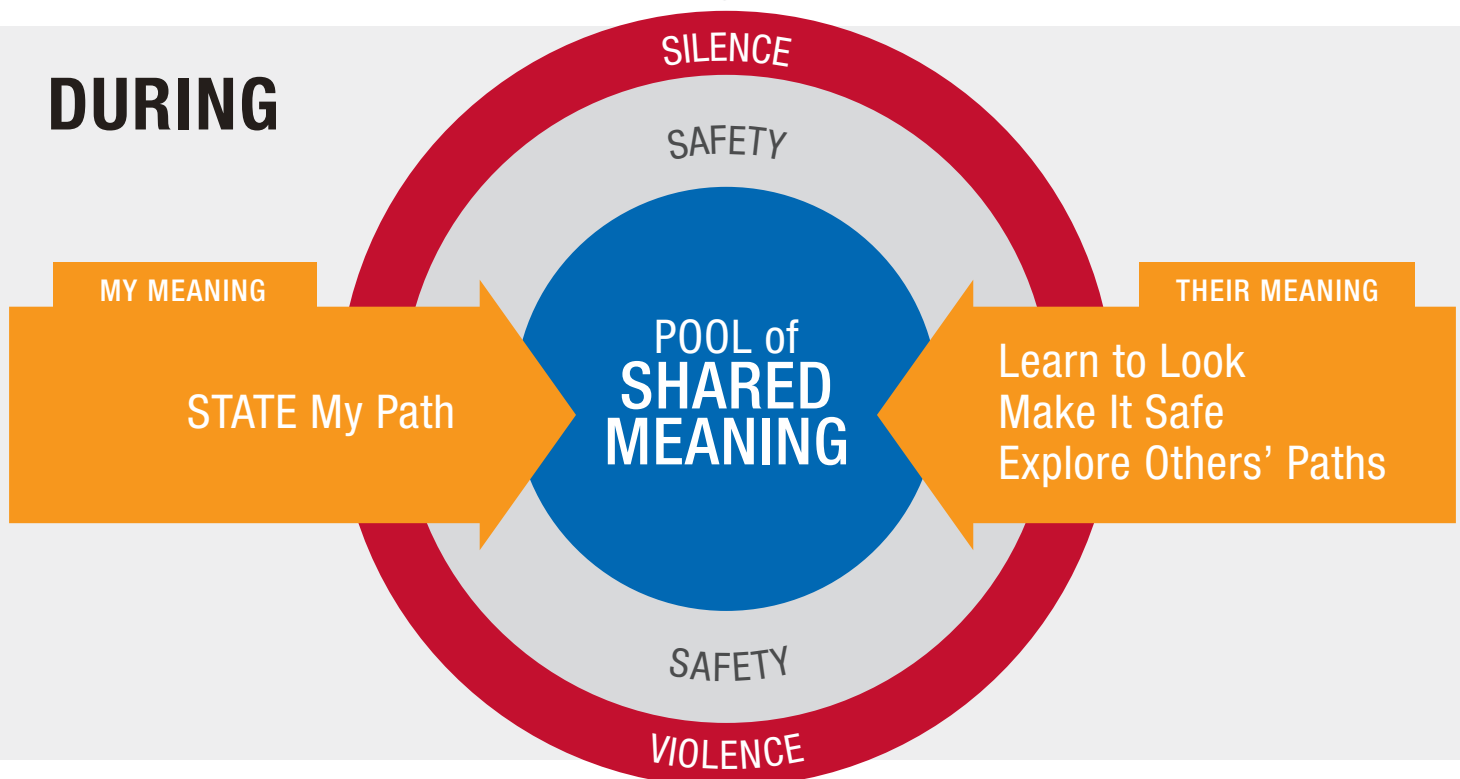 SILENCE
DURING
SAFETY
MY MEANING
THEIR MEANING
STATE My Path
POOL of
SHARED
MEANING
Learn to Look
Make It Safe
Explore Others’ Paths
SAFETY
VIOLENCE